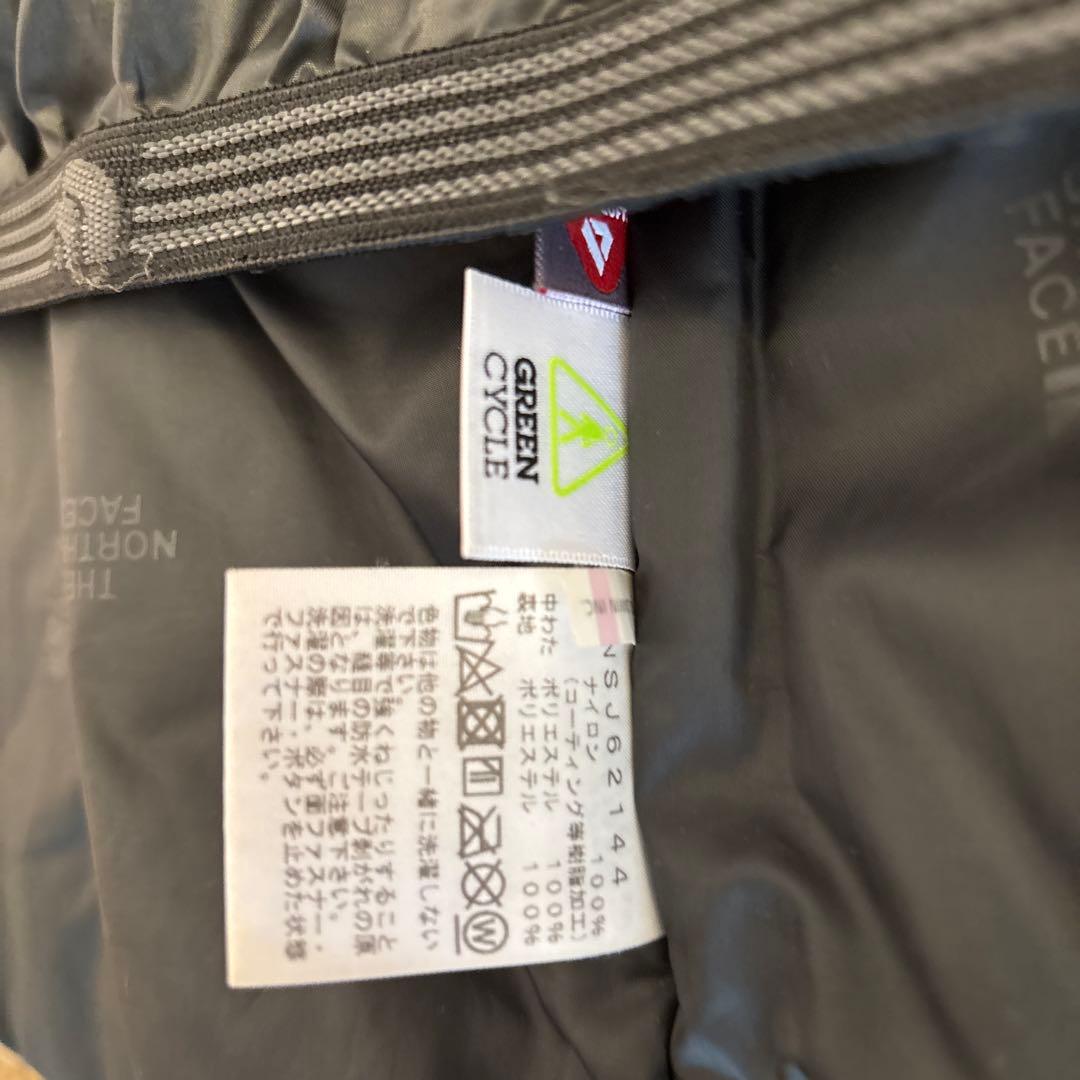 GREEN
CYCLE
FACE
THE
NORTH
FACE
NSJ62144
ナイロン 100%
(コーティング等樹脂加工)
中わた ポリエステル 100%
裏地 ポリエステル 100%
W
色物は他の物と一緒に洗濯しない
で下さい。
洗濯等で強くねじったりすること
は、縫目の防水テープ剥がれの原
因となります。ご注意下さい。
洗濯の際は、必ず面ファスナー・
ファスナー・ボタンを止めた状態
で行って下さい。